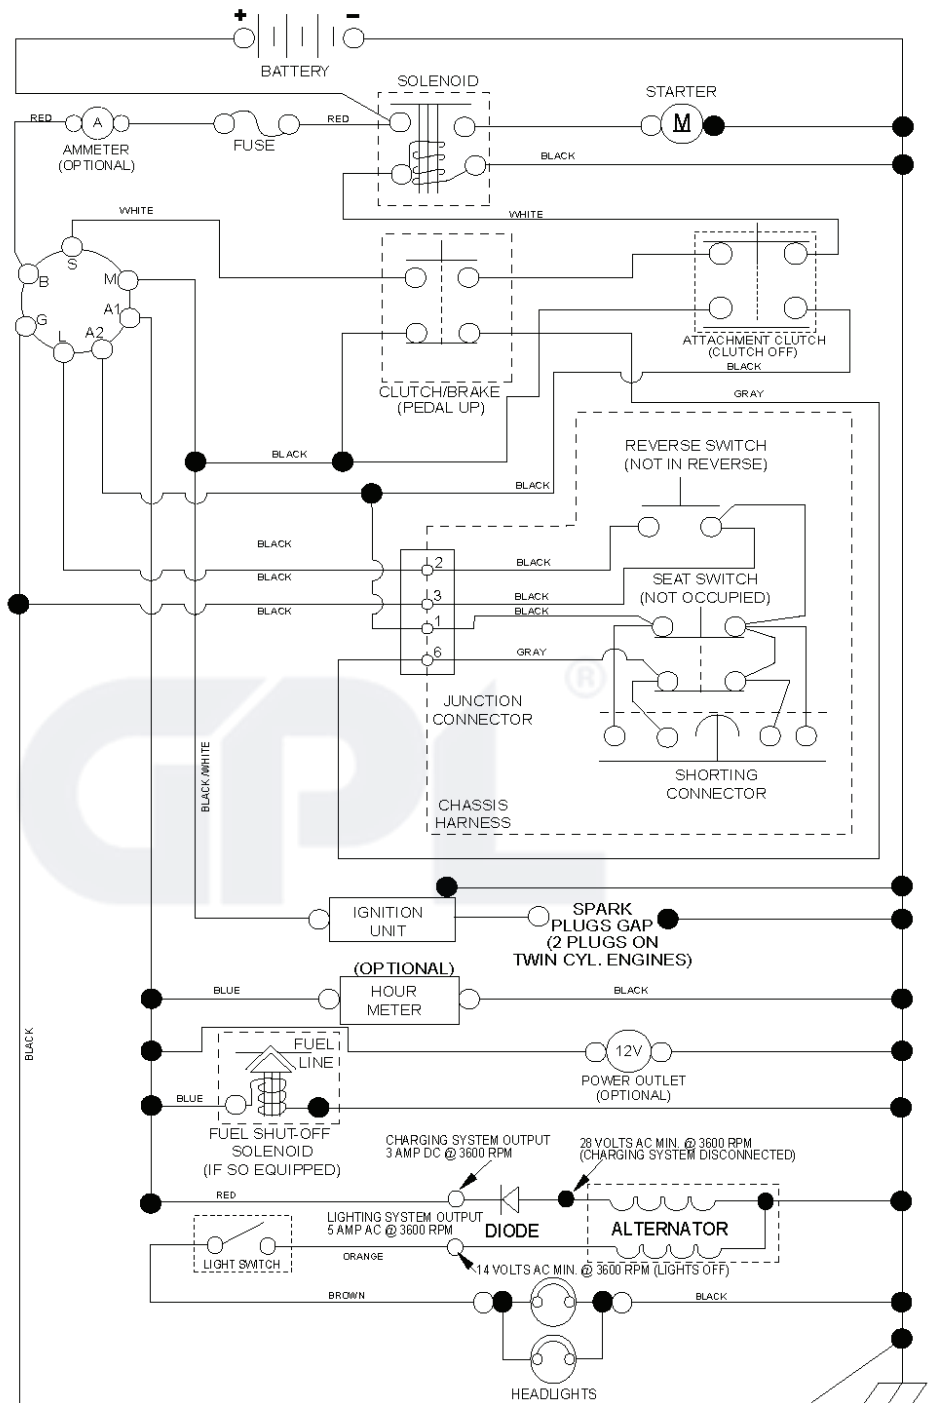 + −
BATTERY
SOLENOID
STARTER
RED
A
AMMETER
(OPTIONAL)
FUSE
RED
M
BLACK
WHITE
WHITE
S
B
M
A1
G
L
A2
CLUTCH/BRAKE
(PEDAL UP)
ATTACHMENT CLUTCH
(CLUTCH OFF)
BLACK
GRAY
REVERSE SWITCH
(NOT IN REVERSE)
BLACK
BLACK
BLACK
2
BLACK
BLACK
SEAT SWITCH
(NOT OCCUPIED)
3
BLACK
BLACK
BLACK
1
6
GRAY
®
GPL
JUNCTION
CONNECTOR
BLACK/WHITE
SHORTING
CONNECTOR
CHASSIS
HARNESS
IGNITION
UNIT
SPARK
PLUGS GAP
(2 PLUGS ON
TWIN CYL. ENGINES)
(OPTIONAL)
HOUR
METER
BLUE
BLACK
BLACK
FUEL
LINE
12V
POWER OUTLET
(OPTIONAL)
BLUE
FUEL SHUT-OFF
SOLENOID
(IF SO EQUIPPED)
CHARGING SYSTEM OUTPUT
3 AMP DC @ 3600 RPM
28 VOLTS AC MIN. @ 3600 RPM
(CHARGING SYSTEM DISCONNECTED)
RED
LIGHTING SYSTEM OUTPUT
5 AMP AC @ 3600 RPM
DIODE
ALTERNATOR
LIGHT SWITCH
ORANGE
14 VOLTS AC MIN. @ 3600 RPM (LIGHTS OFF)
BROWN
BLACK
HEADLIGHTS